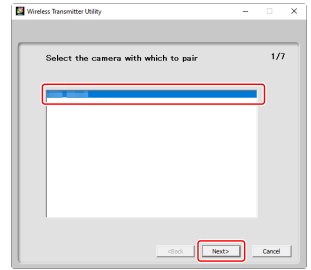 Wireless Transmitter Utility
Select the camera with which to pair 1/7
<Back Next> Cancel